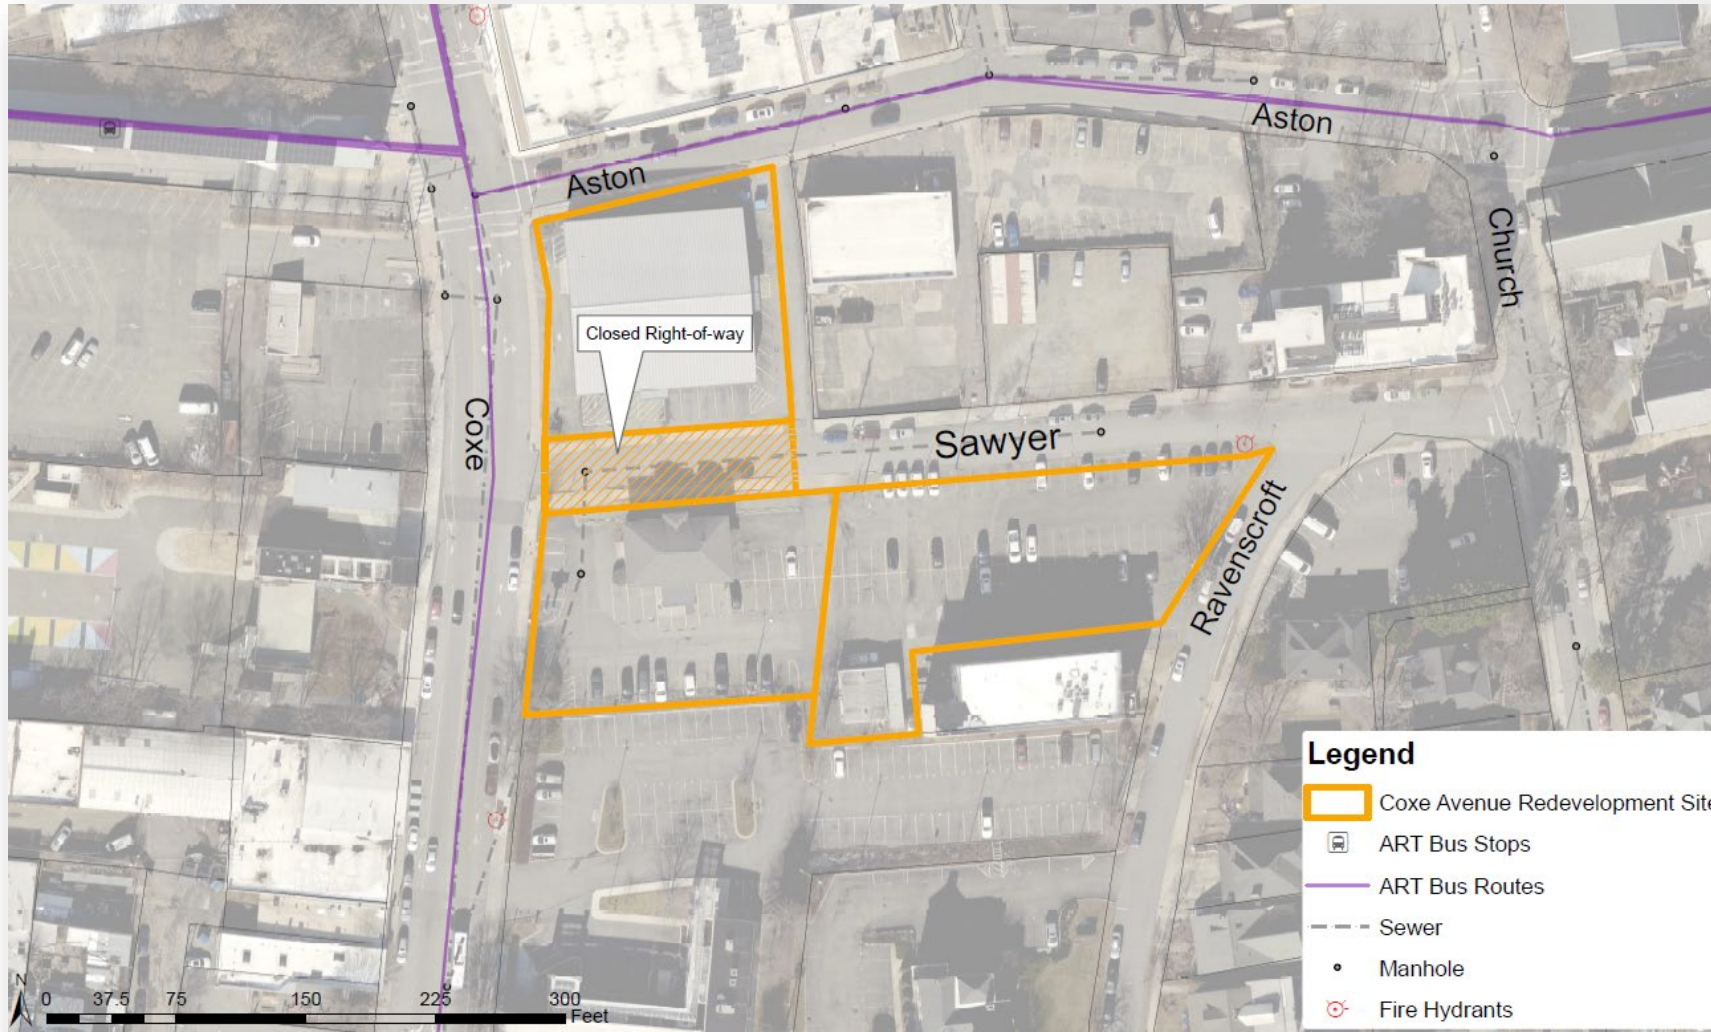 Aston
Aston
Church
Closed Right-of-way
Coxe
Sawyer
Ravenscroft
Legend
Coxe Avenue Redevelopment Site
ART Bus Stops
ART Bus Routes
Sewer
Manhole
Fire Hydrants
N
0 37.5 75 150 225 300
Feet